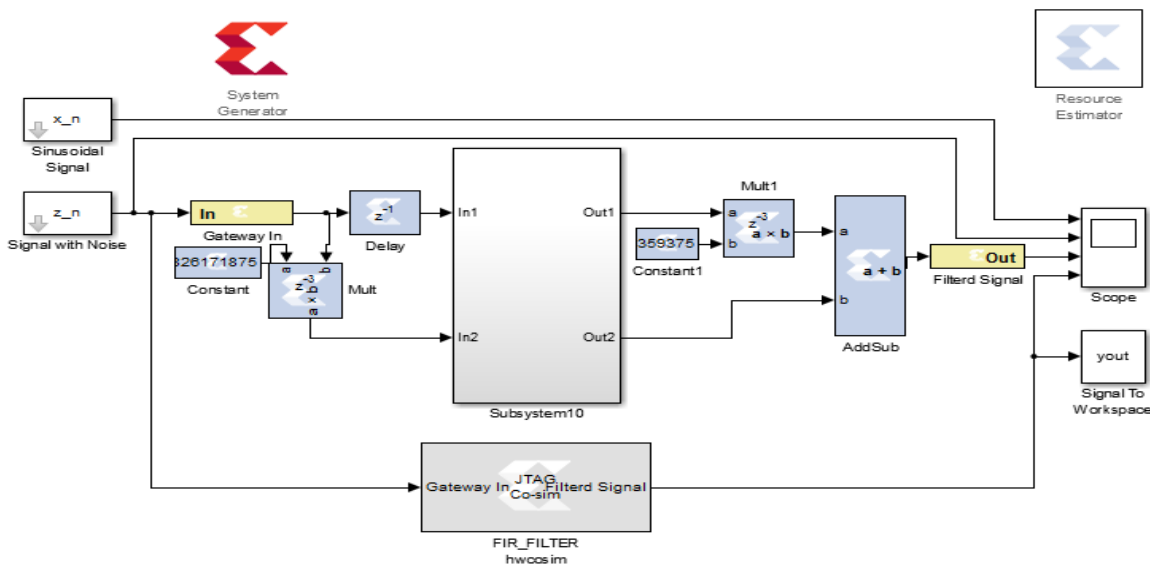 System
Generator
Resource
Estimator
x_n
Sinusoidal
Signal
z_n
Signal with Noise
In
Gateway In
326171875
Constant
a
b
z-3
a × b
Mult
z-1
Delay
In1
In2
Out1
Out2
Subsystem10
359375
Constant1
Mult1
a
b
z-3
a × b
a
b
a + b
AddSub
Out
Filterd Signal
Scope
yout
Signal To
Workspace
Gateway In
JTAG
Co-sim
Filterd Signal
FIR_FILTER
hwcosim